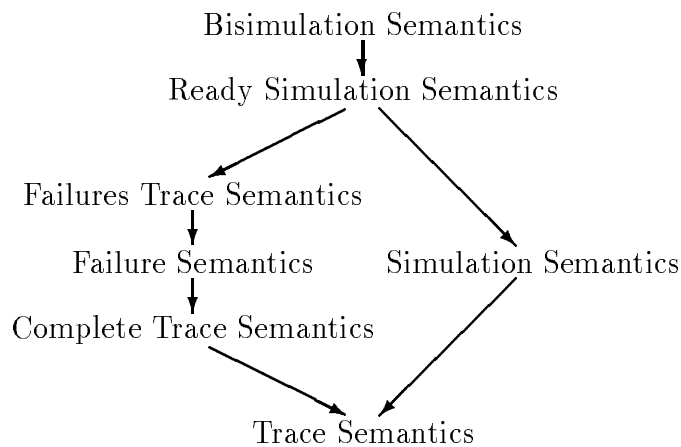 Bisimulation Semantics
Ready Simulation Semantics
Failures Trace Semantics
Failure Semantics
Simulation Semantics
Complete Trace Semantics
Trace Semantics